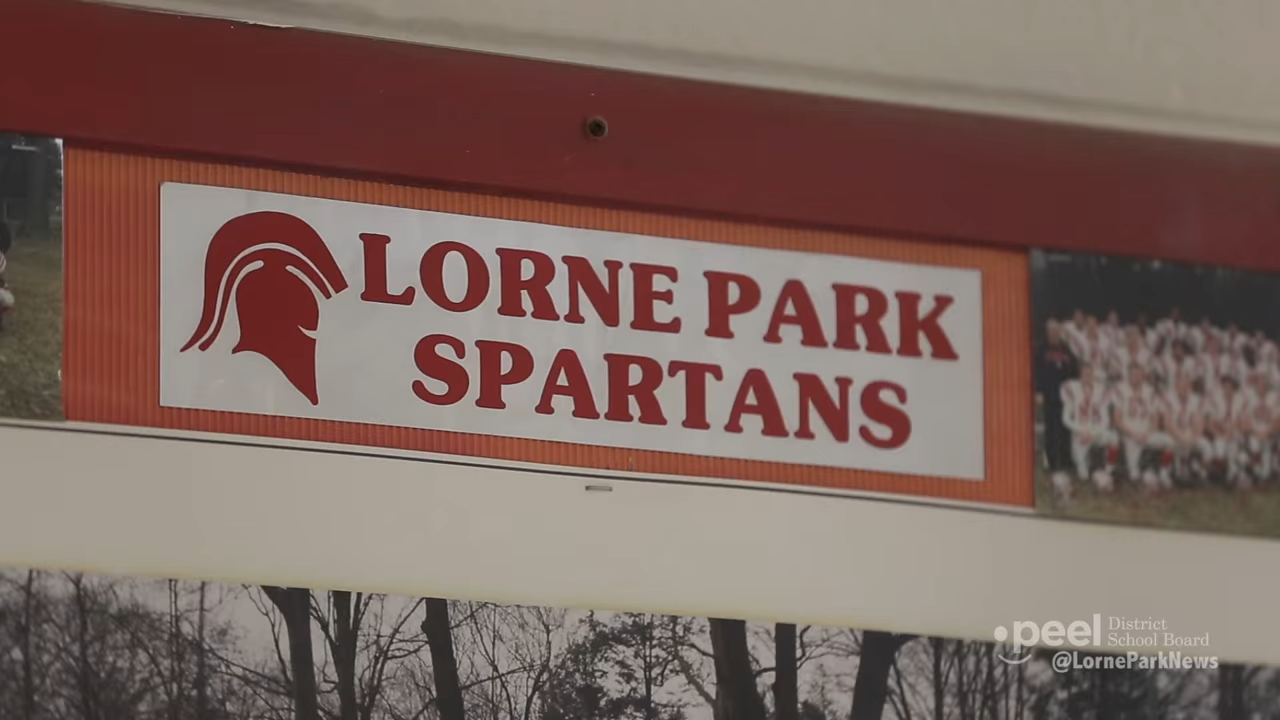 LORNE PARK
SPARTANS
peel District
School Board
@LorneParkNews